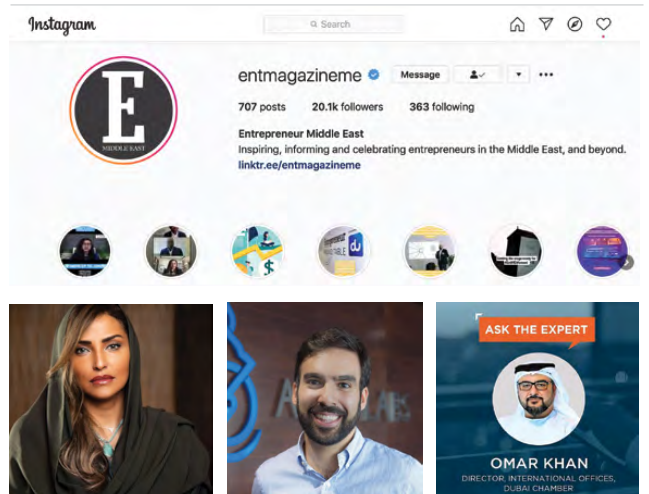 Instagram
Search
entmagazineme
Message
707 posts 20.1k followers 363 following
Entrepreneur Middle East
Inspiring, informing and celebrating entrepreneurs in the Middle East, and beyond.
linktr.ee/entmagazineme
E
MIDDLE EAST
du
$
ASK THE EXPERT
OMAR KHAN
DIRECTOR, INTERNATIONAL OFFICES,
DUBAI CHAMBER